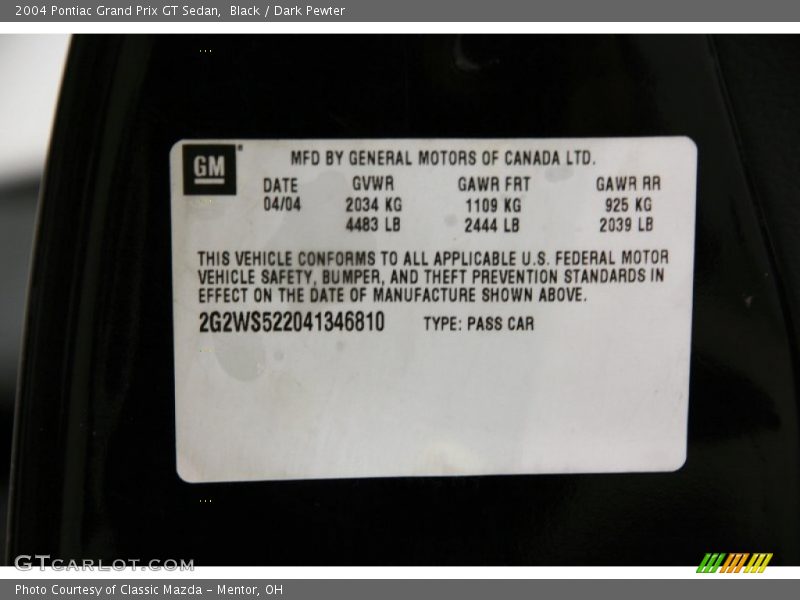 2004 Pontiac Grand Prix GT Sedan, Black / Dark Pewter
GM
MFD BY GENERAL MOTORS OF CANADA LTD.
DATE GVWR GAWR FRT GAWR RR
04/04 2034 KG 1109 KG 925 KG
4483 LB 2444 LB 2039 LB
THIS VEHICLE CONFORMS TO ALL APPLICABLE U.S. FEDERAL MOTOR
VEHICLE SAFETY, BUMPER, AND THEFT PREVENTION STANDARDS IN
EFFECT ON THE DATE OF MANUFACTURE SHOWN ABOVE.
2G2WS522041346810 TYPE: PASS CAR
GTCARLOT.COM
Photo Courtesy of Classic Mazda - Mentor, OH